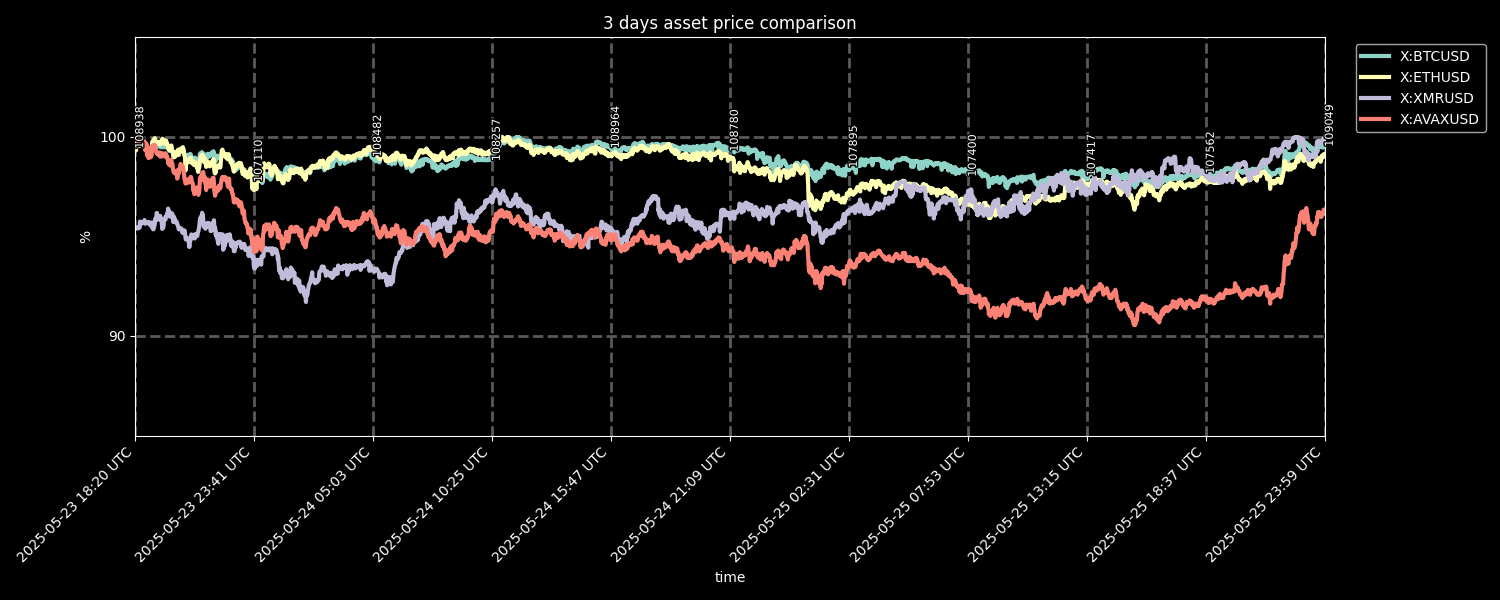 3 days asset price comparison
X:BTCUSD
X:ETHUSD
X:XMRUSD
X:AVAXUSD
100
90
%
108938
107110
108482
108257
108964
108780
107895
107400
107417
107562
109049
2025-05-23 18:20 UTC
2025-05-23 23:41 UTC
2025-05-24 05:03 UTC
2025-05-24 10:25 UTC
2025-05-24 15:47 UTC
2025-05-24 21:09 UTC
2025-05-25 02:31 UTC
2025-05-25 07:53 UTC
2025-05-25 13:15 UTC
2025-05-25 18:37 UTC
2025-05-25 23:59 UTC
time